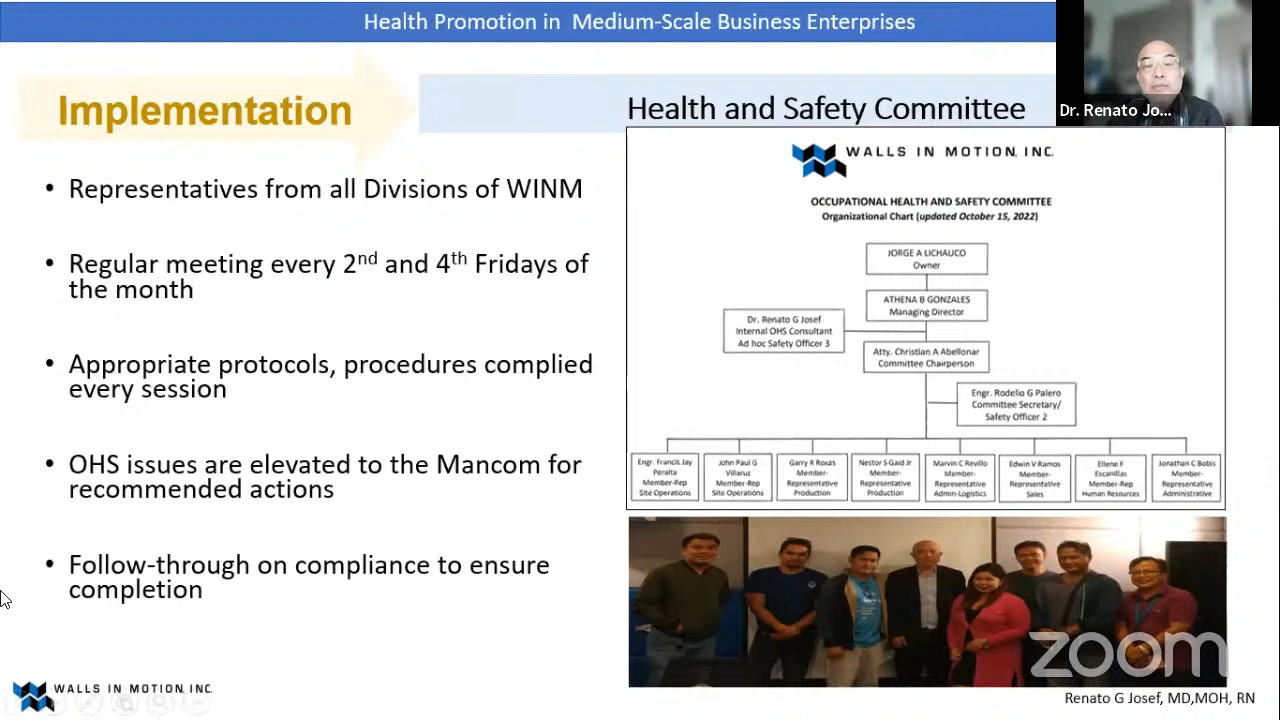 Health Promotion in Medium-Scale Business Enterprises
Dr. Renato Jo...
Implementation
Health and Safety Committee
• Representatives from all Divisions of WINM
• Regular meeting every 2nd and 4th Fridays of
the month
• Appropriate protocols, procedures complied
every session
• OHS issues are elevated to the Mancom for
recommended actions
• Follow-through on compliance to ensure
completion
WALLS IN MOTION, INC.
OCCUPATIONAL HEALTH AND SAFETY COMMITTEE
Organizational Chart (updated October 15, 2022)
JORGE A LICHAUCO
Owner
ATHENA B GONZALES
Managing Director
Dr. Renato G Josef
Internal OHS Consultant
Ad hoc Safety Officer 3
Atty. Christian A Abellonar
Committee Chairperson
Engr. Rodelio G Palero
Committee Secretary/
Safety Officer 2
Engr. Francis Jay
Peralta
Member-Rep
Site Operations
John Paul G
Villaruz
Member-Rep
Site Operations
Garry R Roxas
Member-
Representative
Production
Nestor S Gaid Jr
Member-
Representative
Production
Marvin C Revillo
Member-
Representative
Admin-Logistics
Edwin V Ramos
Member-
Representative
Sales
Ellene F
Escanillas
Member-Rep
Human Resources
Jonathan C Bobis
Member-
Representative
Administrative
zoom
WALLS IN MOTION, INC.
Renato G Josef, MD,MOH, RN